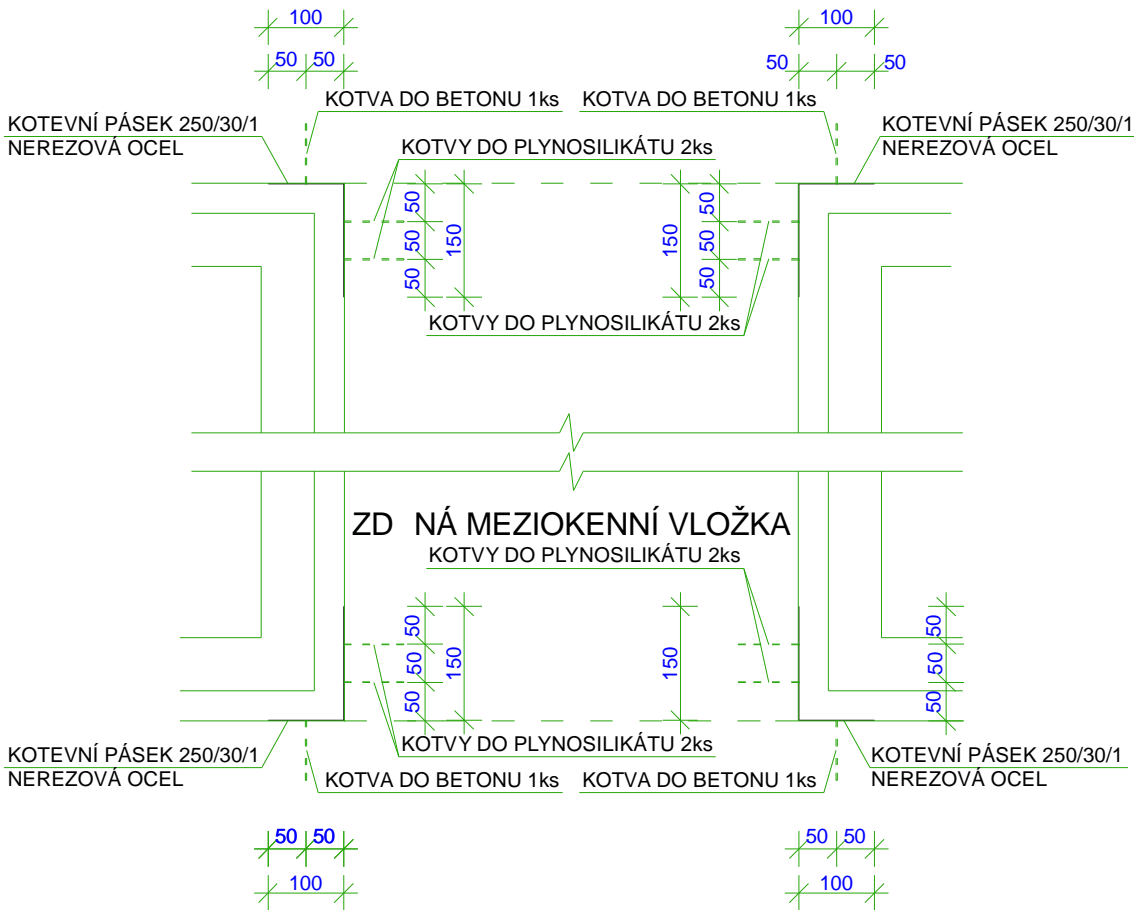 100
100
50 50
50
50
KOTVA DO BETONU 1ks
KOTVA DO BETONU 1ks
KOTEVNÍ PÁSEK 250/30/1
NEREZOVÁ OCEL
KOTEVNÍ PÁSEK 250/30/1
NEREZOVÁ OCEL
KOTVY DO PLYNOSILIKÁTU 2ks
50
50
50
150
150
50
50
50
KOTVY DO PLYNOSILIKÁTU 2ks
ZD NÁ MEZIOKENNÍ VLOŽKA
KOTVY DO PLYNOSILIKÁTU 2ks
50
50
50
150
150
50
50
50
KOTVY DO PLYNOSILIKÁTU 2ks
KOTEVNÍ PÁSEK 250/30/1
NEREZOVÁ OCEL
KOTEVNÍ PÁSEK 250/30/1
NEREZOVÁ OCEL
KOTVA DO BETONU 1ks
KOTVA DO BETONU 1ks
50 50
50 50
100
100